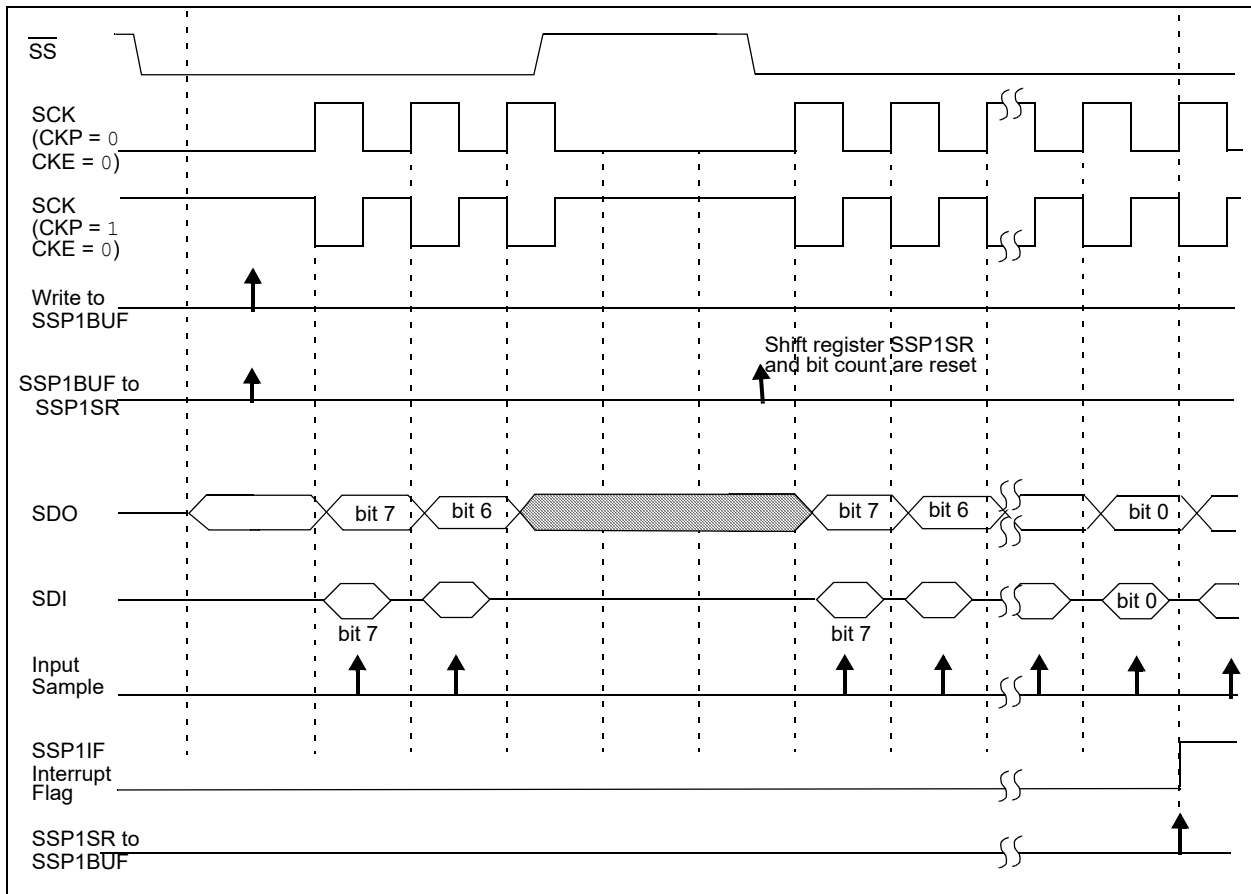 SS
SCK
(CKP = 0
CKE = 0)
SCK
(CKP = 1
CKE = 0)
Write to
SSP1BUF
Shift register SSP1SR
and bit count are reset
SSP1BUF to
SSP1SR
SDO
bit 7
bit 6
bit 7
bit 6
bit 0
SDI
bit 0
bit 7
bit 7
Input
Sample
SSP1IF
Interrupt
Flag
SSP1SR to
SSP1BUF